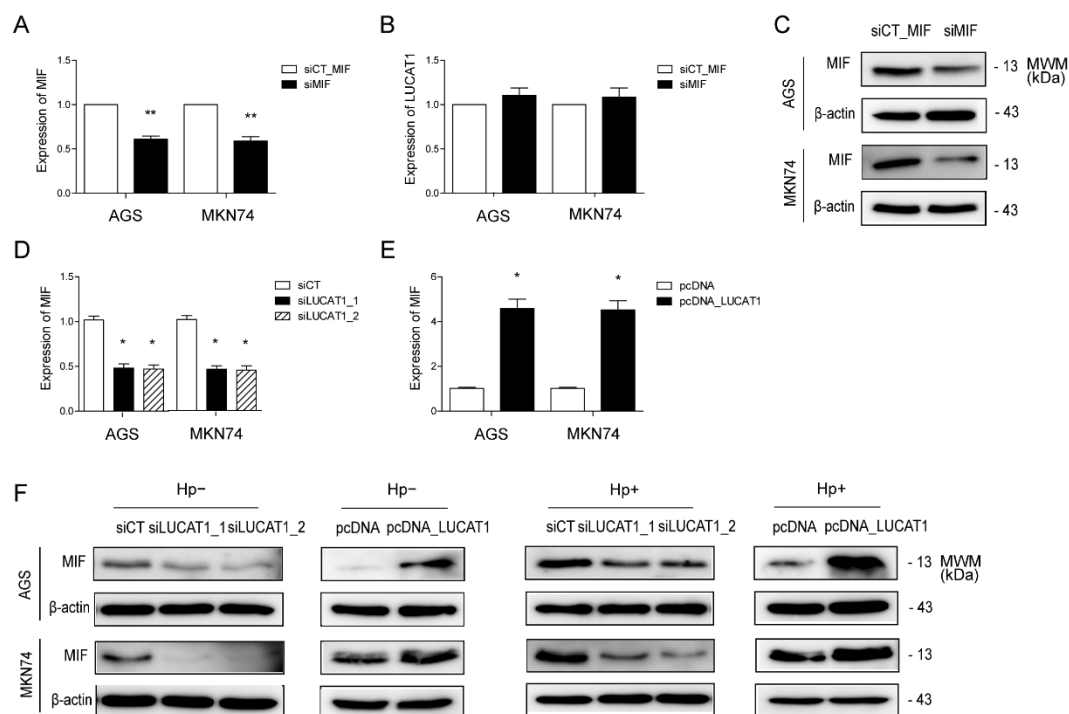 A
Expression of MIF
1.5
1.0
0.5
0.0
** **
AGS MKN74
siCT_MIF
siMIF
B
Expression of LUCAT1
1.5
1.0
0.5
0.0
AGS MKN74
siCT_MIF
siMIF
C
siCT_MIF siMIF
AGS
MIF - 13 MWM
(kDa)
β-actin - 43
MKN74
MIF - 13
β-actin - 43
D
Expression of MIF
1.5
1.0
0.5
0.0
* * * *
AGS MKN74
siCT
siLUCAT1_1
siLUCAT1_2
E
Expression of MIF
6
4
2
0
* *
AGS MKN74
pcDNA
pcDNA_LUCAT1
F
Hp− Hp− Hp+ Hp+
siCT siLUCAT1_1 siLUCAT1_2 pcDNA pcDNA_LUCAT1 siCT siLUCAT1_1 siLUCAT1_2 pcDNA pcDNA_LUCAT1
AGS
MIF - 13 MWM
(kDa)
β-actin - 43
MKN74
MIF - 13
β-actin - 43